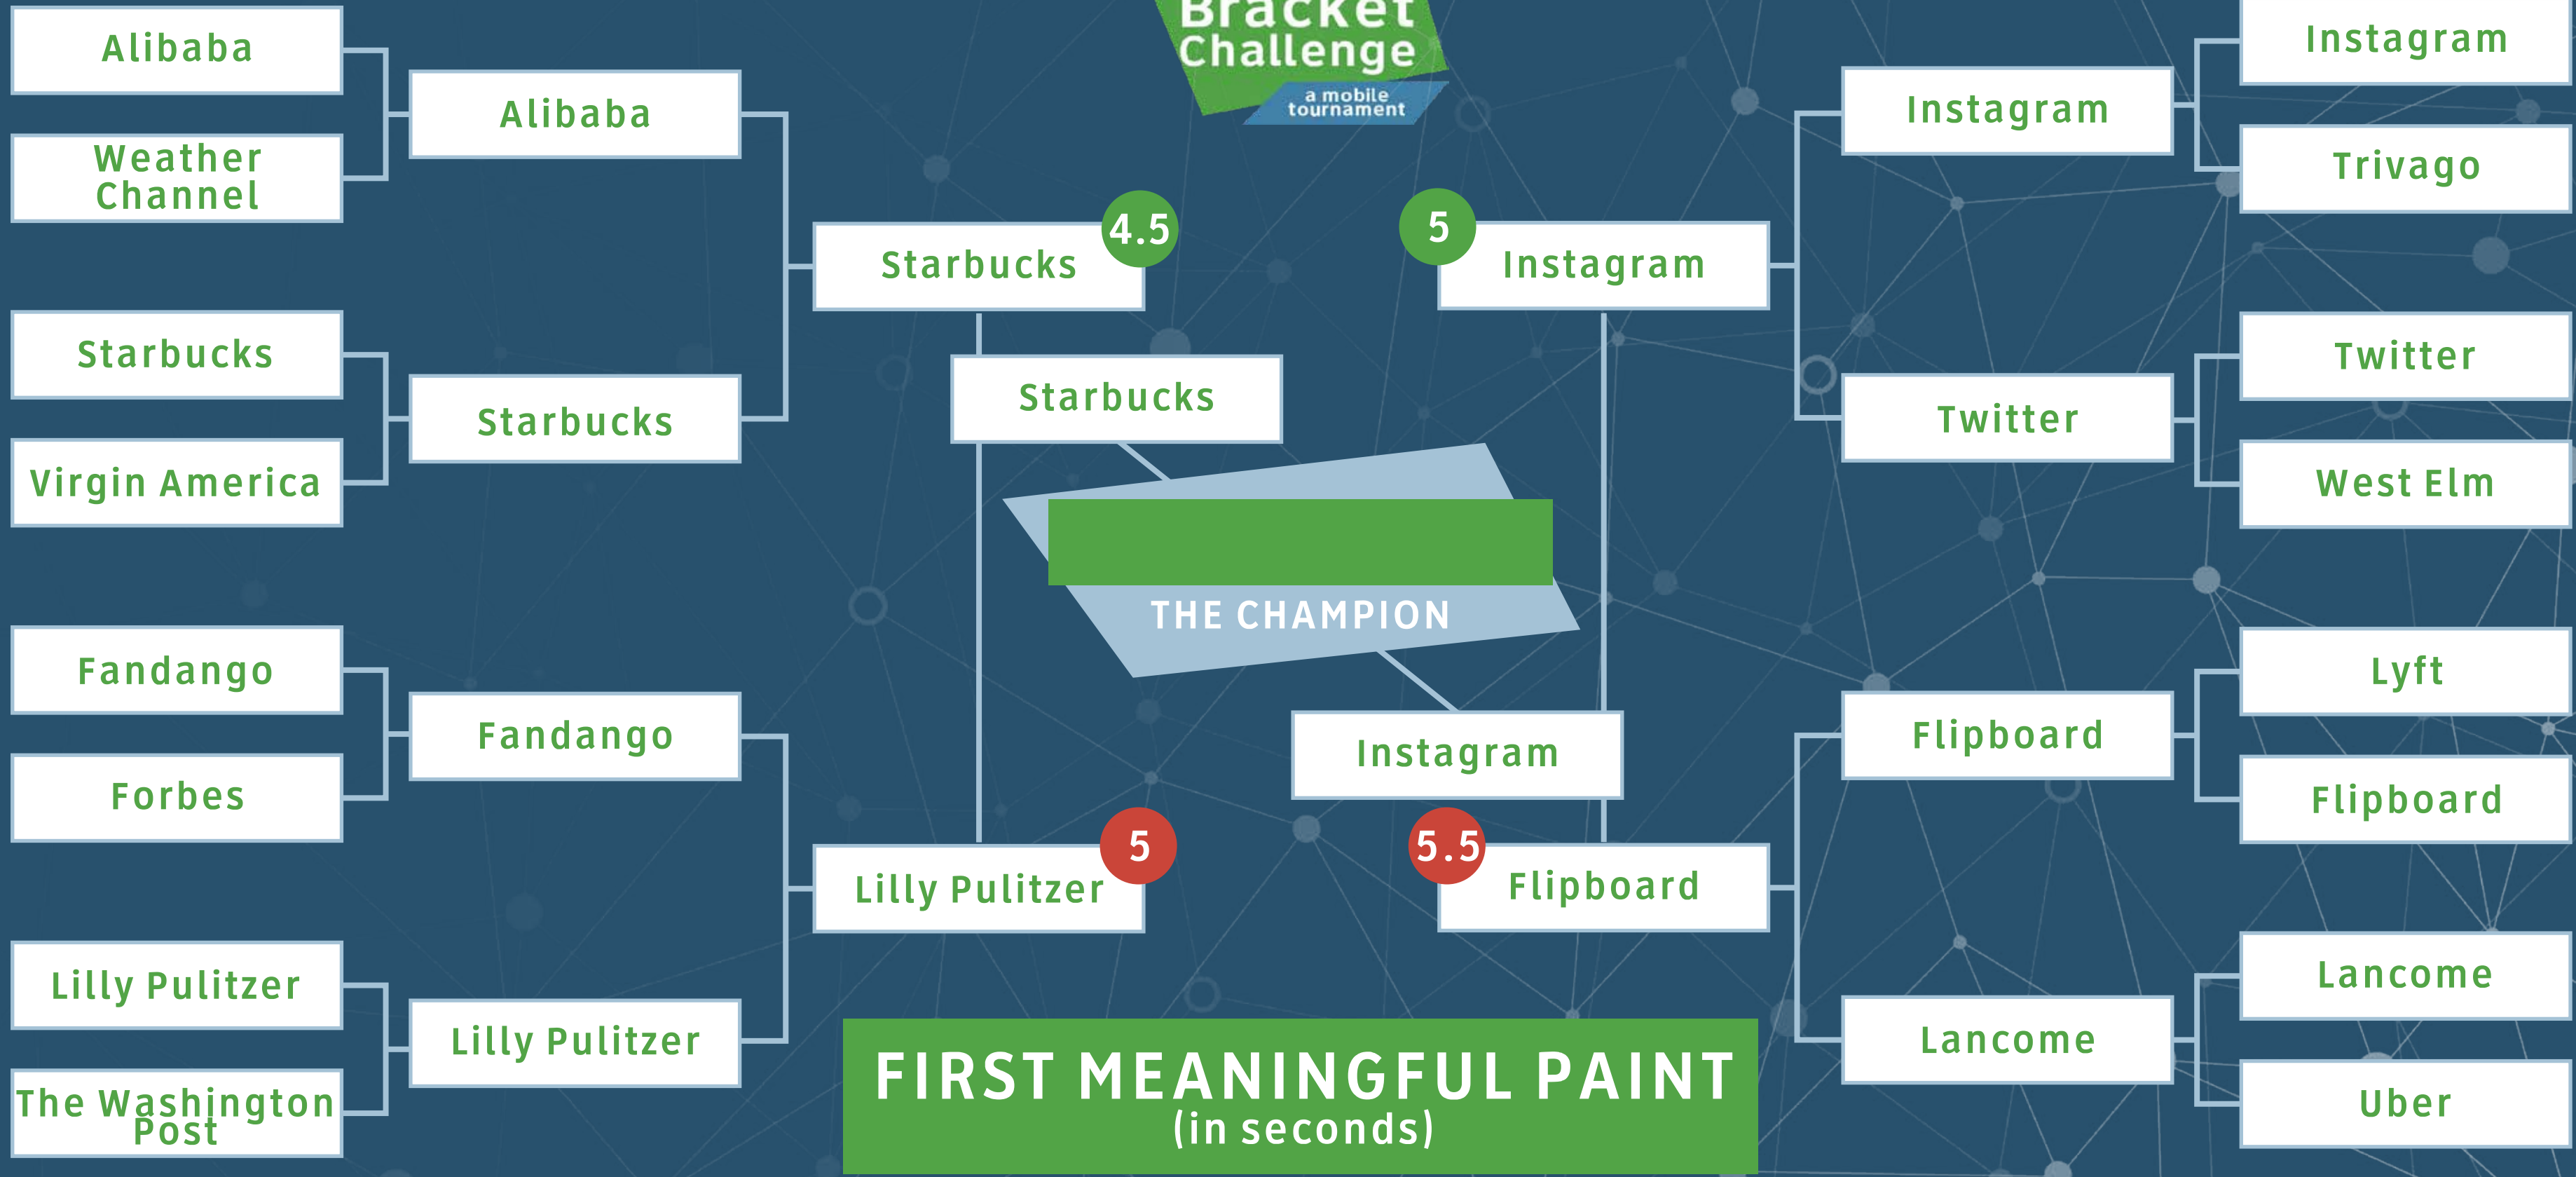 Bracket
Challenge
a mobile
tournament
Alibaba
Weather
Channel
Starbucks
Virgin America
Fandango
Forbes
Lilly Pulitzer
The Washington
Post
Alibaba
Starbucks
Fandango
Lilly Pulitzer
Starbucks
4.5
Lilly Pulitzer
5
Starbucks
THE CHAMPION
Instagram
5
Instagram
5.5
Flipboard
Instagram
Twitter
Flipboard
Lancome
Instagram
Trivago
Twitter
West Elm
Lyft
Flipboard
Lancome
Uber
FIRST MEANINGFUL PAINT
(in seconds)